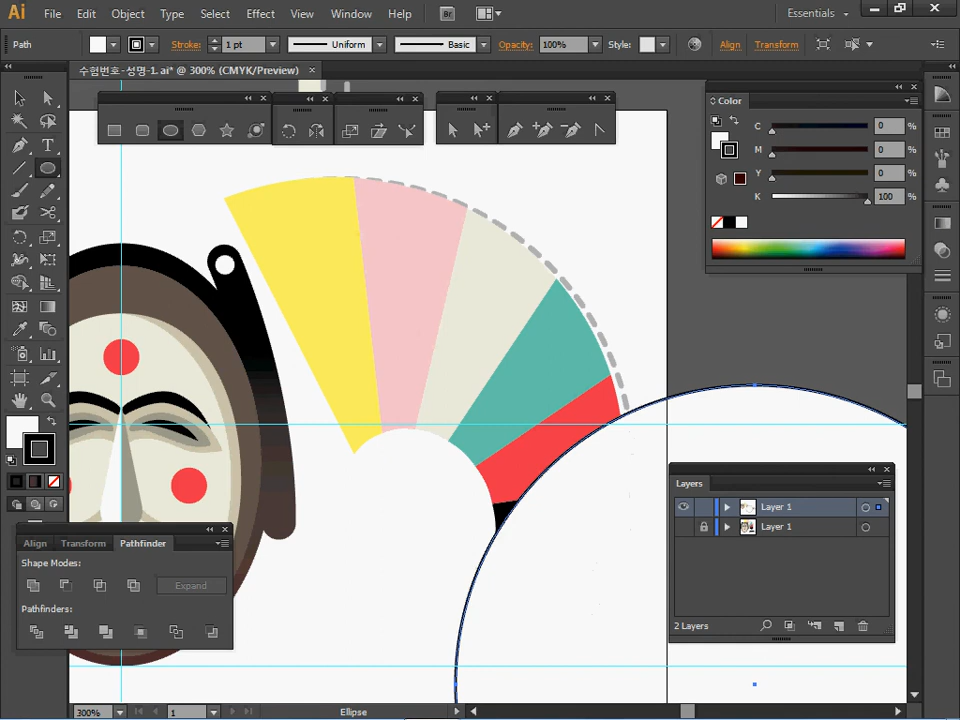 Ai File Edit Object Type Select Effect View Window Help Br Essentials
Path Stroke: 1 pt Uniform Basic Opacity: 100% Style: Align Transform
수험번호-성명-1.ai* @ 300% (CMYK/Preview)
Color
C 0 %
M 0 %
Y 0 %
K 100 %
T
Layers
Layer 1
Layer 1
2 Layers
Align Transform Pathfinder
Shape Modes:
Expand
Pathfinders:
300% 1 Ellipse